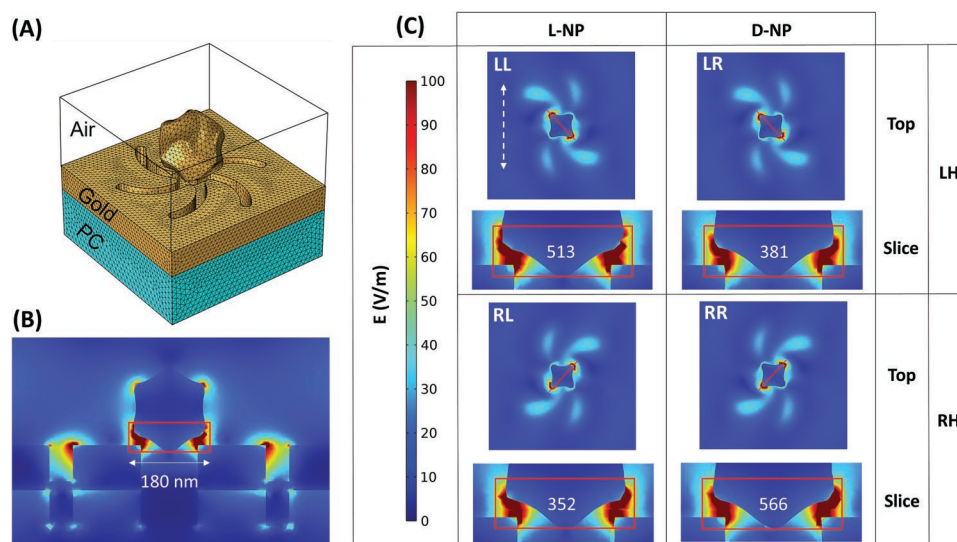 (A)
Air
Gold
PC
(B)
180 nm
(C)
L-NP
D-NP
E (V/m)
100
90
80
70
60
50
40
30
20
10
0
LL
LR
Top
LH
513
381
Slice
RL
RR
Top
RH
352
566
Slice